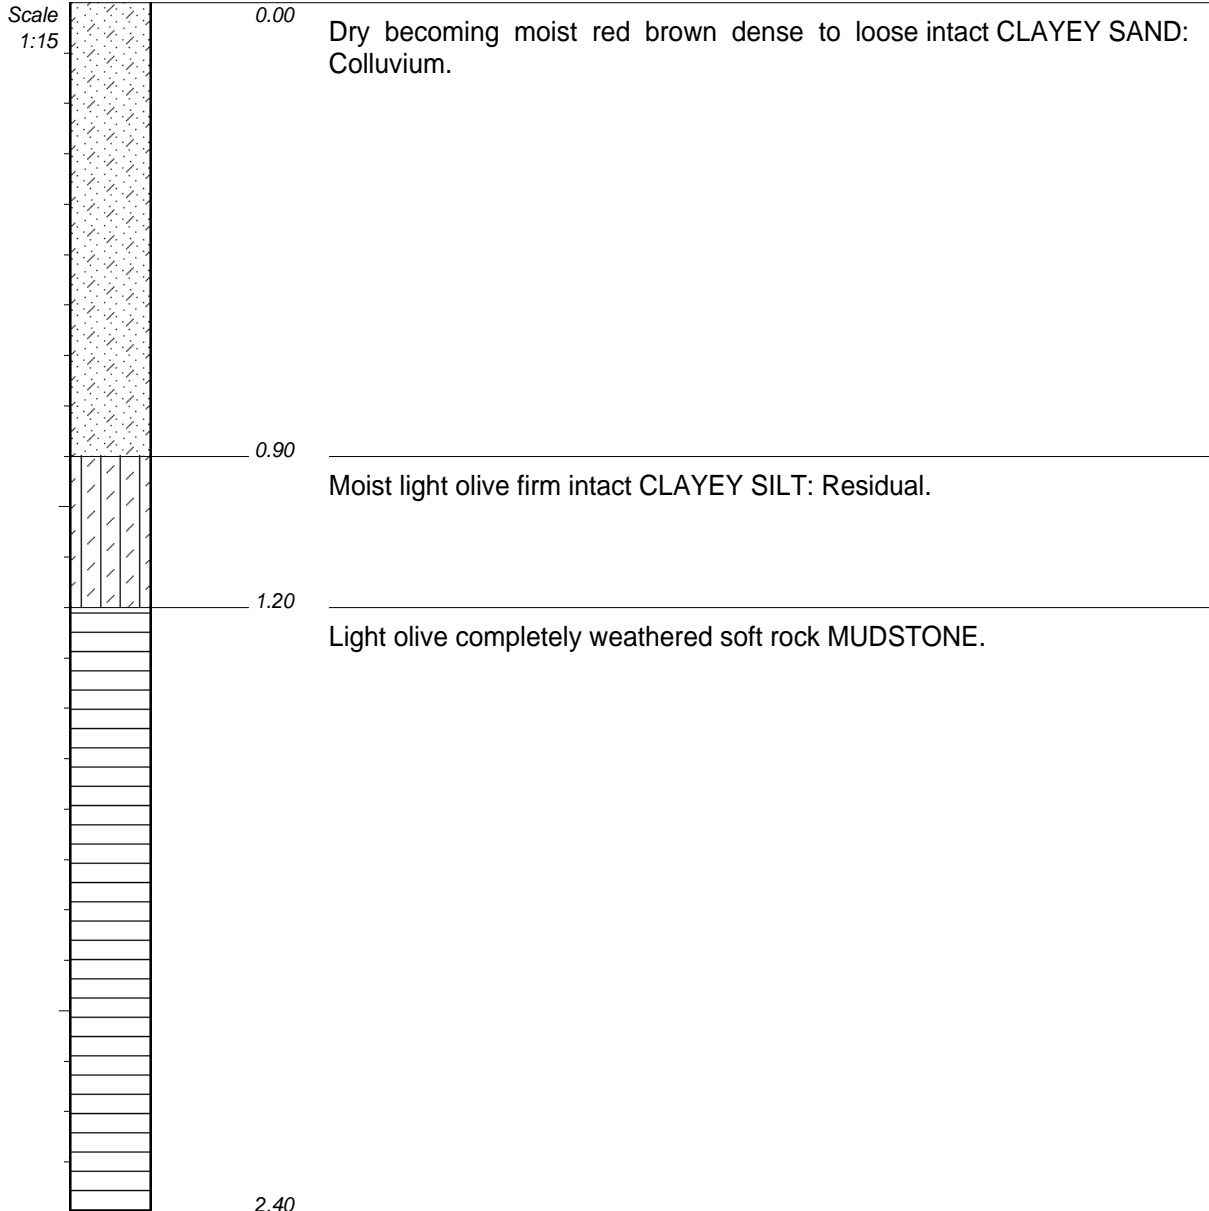 Scale
1:15
0.00
Dry becoming moist red brown dense to loose intact CLAYEY SAND:
Colluvium.
0.90
Moist light olive firm intact CLAYEY SILT: Residual.
1.20
Light olive completely weathered soft rock MUDSTONE.
2.40